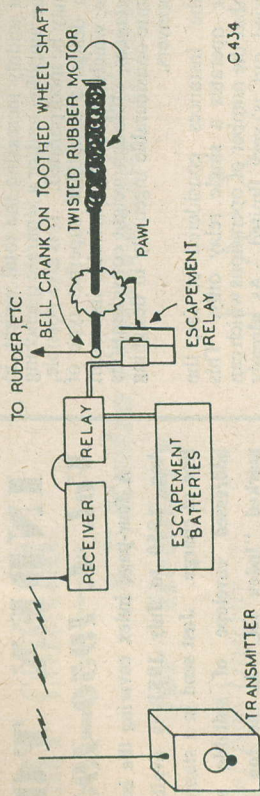 TO RUDDER, ETC.
BELL CRANK ON TOOTHED WHEEL SHAFT
TWISTED RUBBER MOTOR
RECEIVER
RELAY
PAWL
ESCAPEMENT
RELAY
ESCAPEMENT
BATTERIES
TRANSMITTER
C434